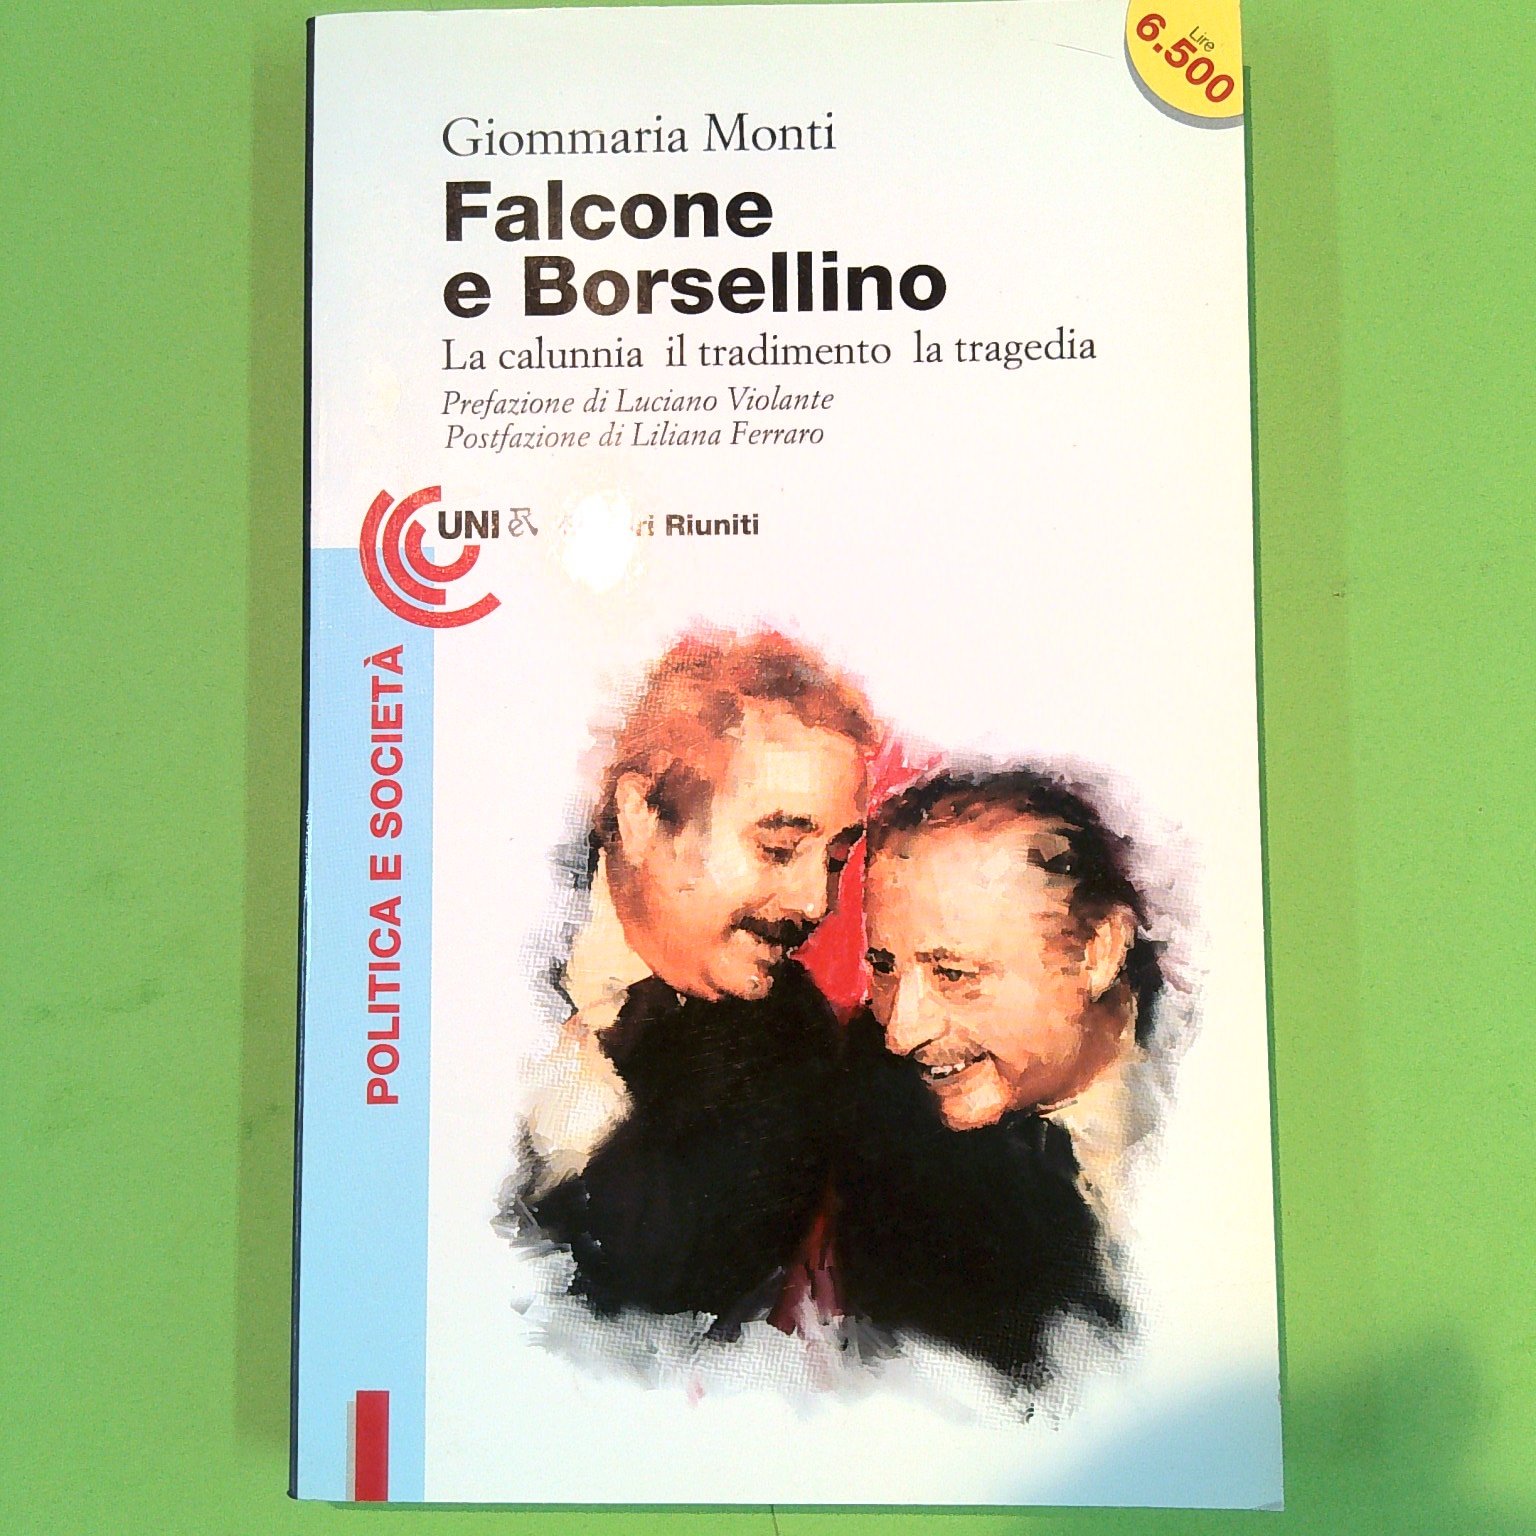 Lire
6.500
Giommaria Monti
Falcone
e Borsellino
La calunnia il tradimento la tragedia
Prefazione di Luciano Violante
Postfazione di Liliana Ferraro
UNI Riuniti
POLITICA E SOCIETÀ